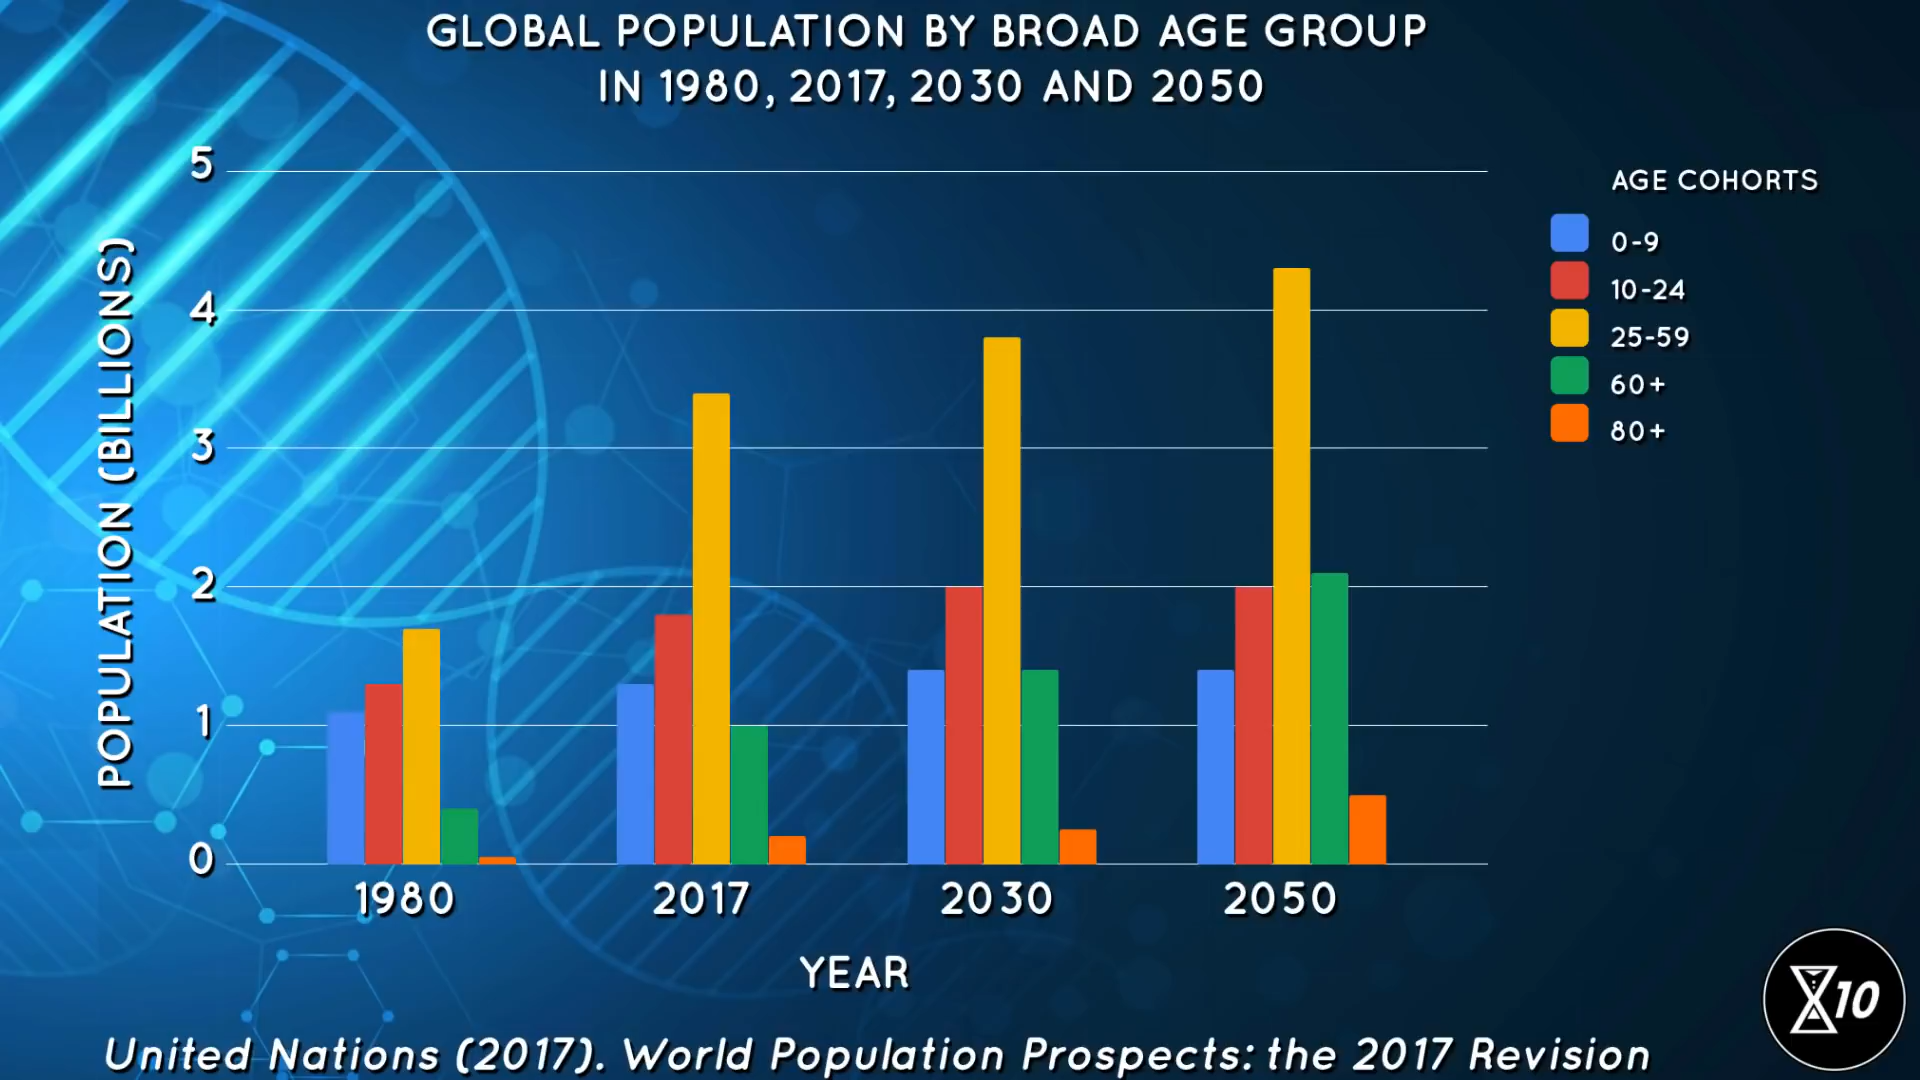 GLOBAL POPULATION BY BROAD AGE GROUP
IN 1980, 2017, 2030 AND 2050
AGE COHORTS
0-9
10-24
25-59
60+
80+
POPULATION (BILLIONS)
5
4
3
2
1
0
1980 2017 2030 2050
YEAR
United Nations (2017). World Population Prospects: the 2017 Revision
10